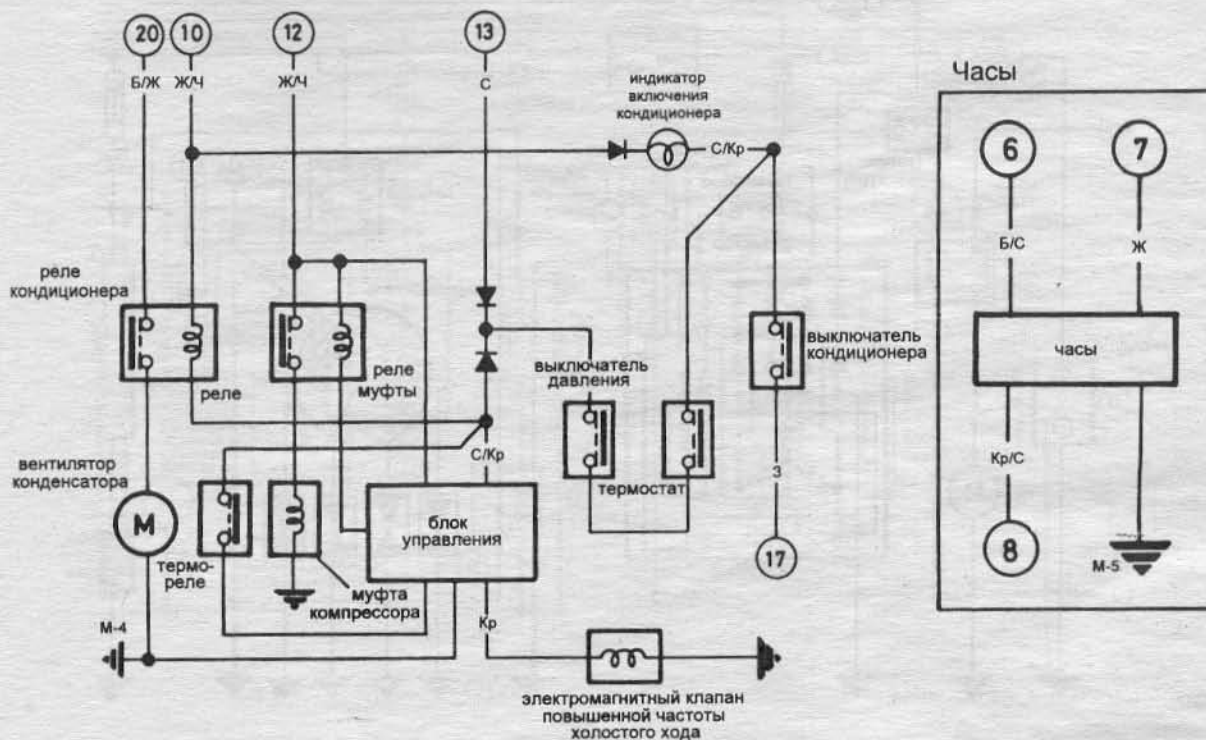 20 10 12 13
Б/Ж Ж/Ч Ж/Ч С
индикатор
включения
кондиционера
С/Кр
реле
кондиционера
реле
реле
муфты
выключатель
давления
выключатель
кондиционера
вентилятор
конденсатора
М
С/Кр
термостат
З
блок
управления
термо-
реле
17
муфта
компрессора
М-4
Кр
электромагнитный клапан
повышенной частоты
холостого хода
Часы
6 7
Б/С Ж
часы
Кр/С
8
М-5